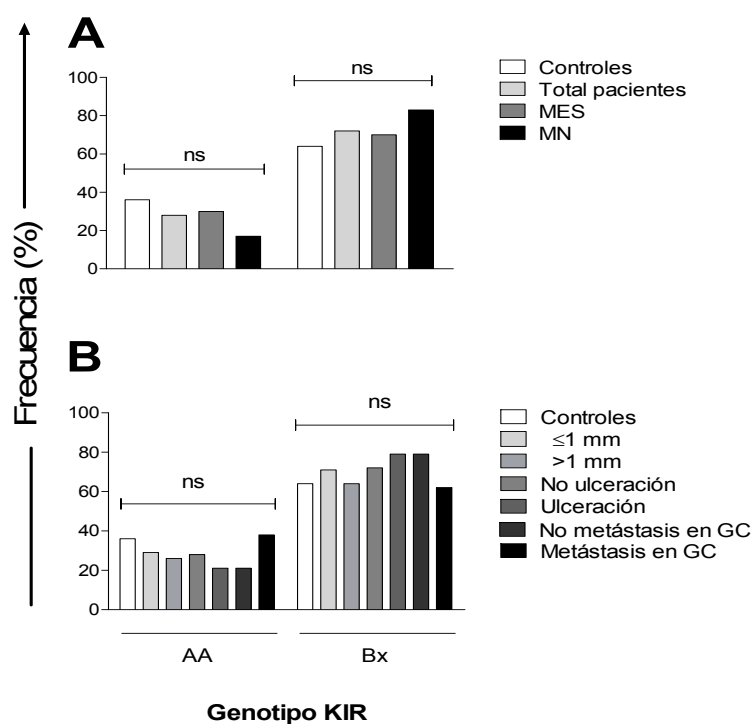 A
ns
ns
100
80
60
40
20
0
Controles
Total pacientes
MES
MN
Frecuencia (%)
B
ns
ns
100
80
60
40
20
0
Controles
≤1 mm
>1 mm
No ulceración
Ulceración
No metástasis en GC
Metástasis en GC
AA
Bx
Genotipo KIR